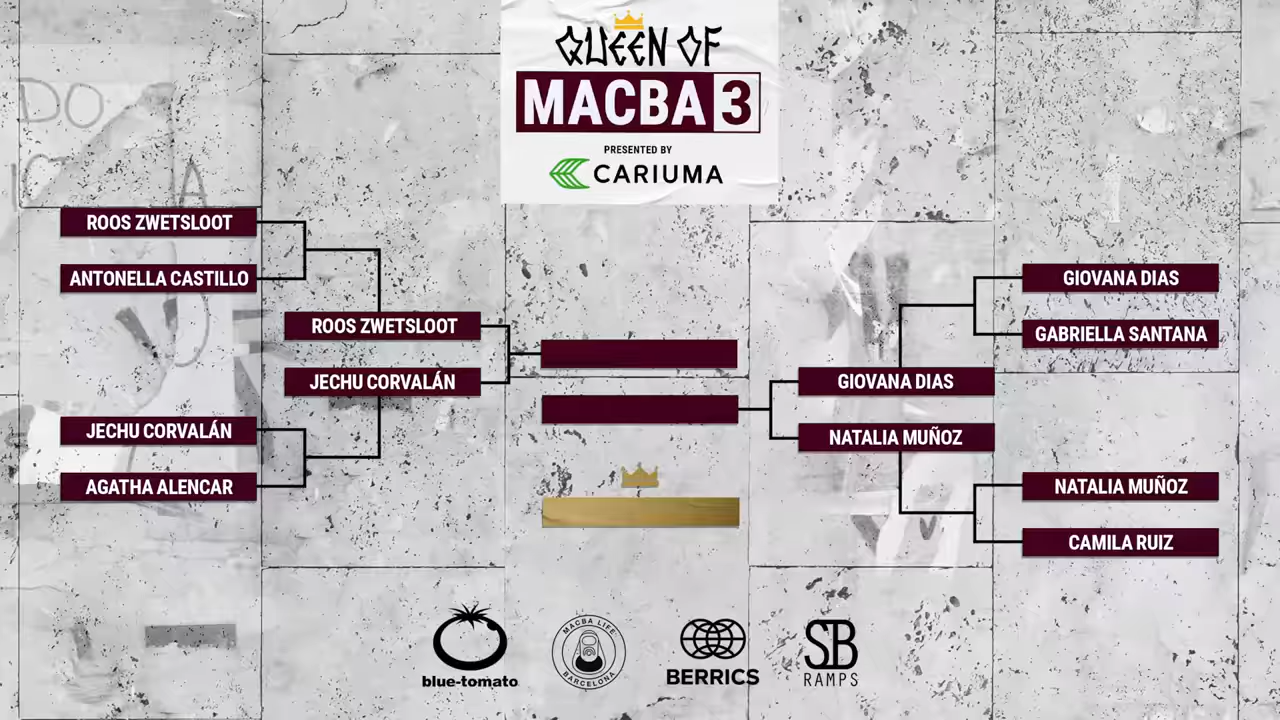 QUEEN OF
MACBA 3
PRESENTED BY
CARIUMA
DO
A
ROOS ZWETSLOOT
ANTONELLA CASTILLO
ROOS ZWETSLOOT
JECHU CORVALÁN
JECHU CORVALÁN
AGATHA ALENCAR
GIOVANA DIAS
GABRIELLA SANTANA
GIOVANA DIAS
NATALIA MUÑOZ
NATALIA MUÑOZ
CAMILA RUIZ
blue-tomato
MACBA LIFE
BARCELONA
BERRICS
SB
RAMPS